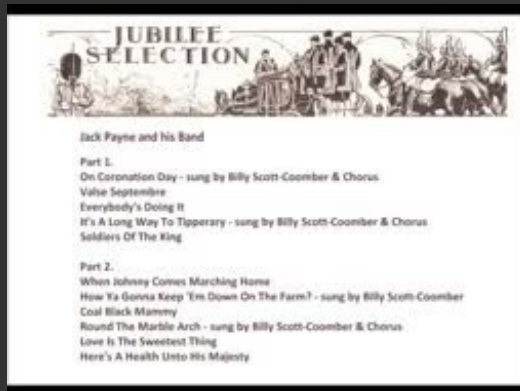 JUBILEE
SELECTION
Jack Payne and his Band
Part 1.
On Coronation Day - sung by Billy Scott-Coomber & Chorus
Valse Septembre
Everybody's Doing It
It's A Long Way To Tipperary - sung by Billy Scott-Coomber & Chorus
Soldiers Of The King
Part 2.
When Johnny Comes Marching Home
How Ya Gonna Keep 'Em Down On The Farm? - sung by Billy Scott-Coomber
Coal Black Mammy
Round The Marble Arch - sung by Billy Scott-Coomber & Chorus
Love Is The Sweetest Thing
Here's A Health Unto His Majesty